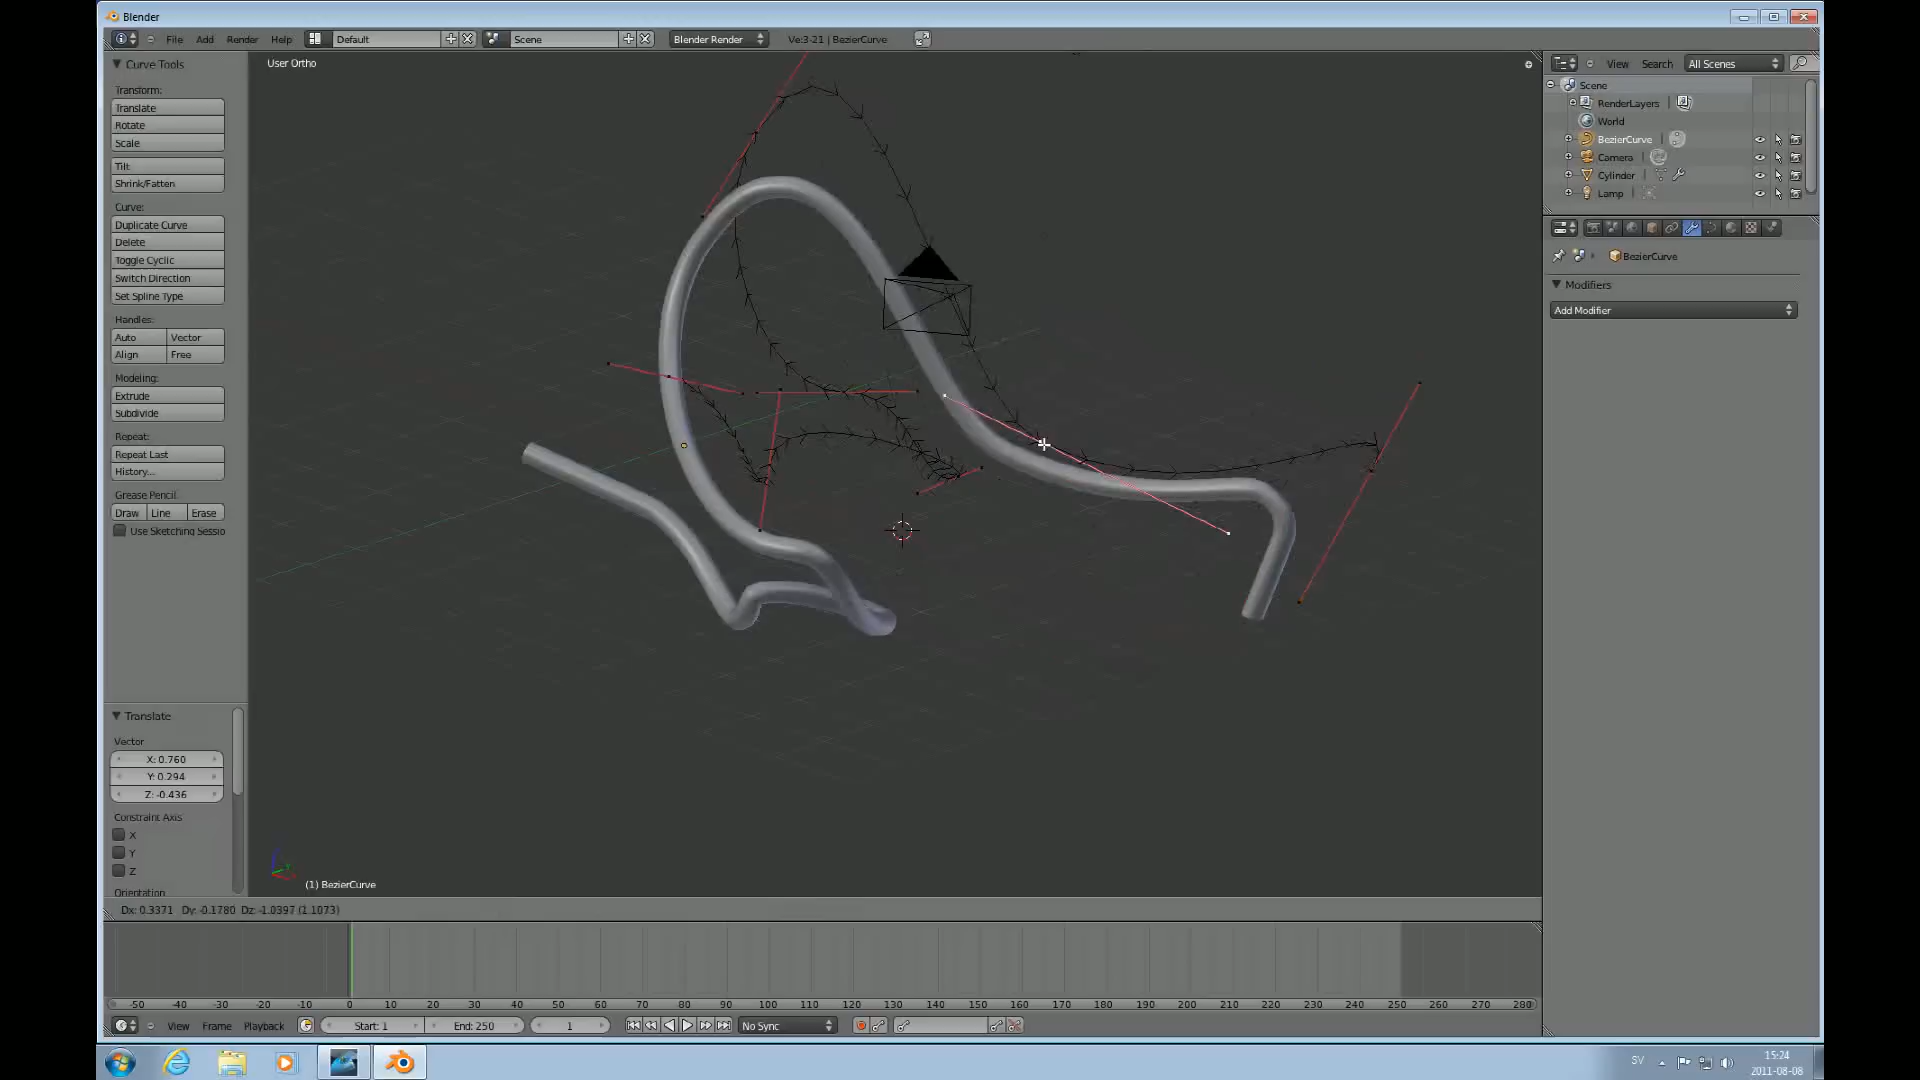 Blender
File Add Render Help Default Scene Blender Render Ve:3-21 | BezierCurve
Curve Tools
Transform:
Translate
Rotate
Scale
Tilt
Shrink/Fatten
Curve:
Duplicate Curve
Delete
Toggle Cyclic
Switch Direction
Set Spline Type
Handles:
Auto Vector
Align Free
Modeling:
Extrude
Subdivide
Repeat:
Repeat Last
History...
Grease Pencil:
Draw Line Erase
Use Sketching Sessio
Translate
Vector
X: 0.760
Y: 0.294
Z: -0.436
Constraint Axis
X
Y
Z
Orientation
User Ortho
(1) BezierCurve
Dx: 0.3371 Dy: -0.1780 Dz: -1.0397 (1.1073)
View Search All Scenes
Scene
RenderLayers
World
BezierCurve
Camera
Cylinder
Lamp
BezierCurve
Modifiers
Add Modifier
-50 -40 -30 -20 -10 0 10 20 30 40 50 60 70 80 90 100 110 120 130 140 150 160 170 180 190 200 210 220 230 240 250 260 270 280
View Frame Playback Start: 1 End: 250 1 No Sync
SV 15:24
2011-08-08